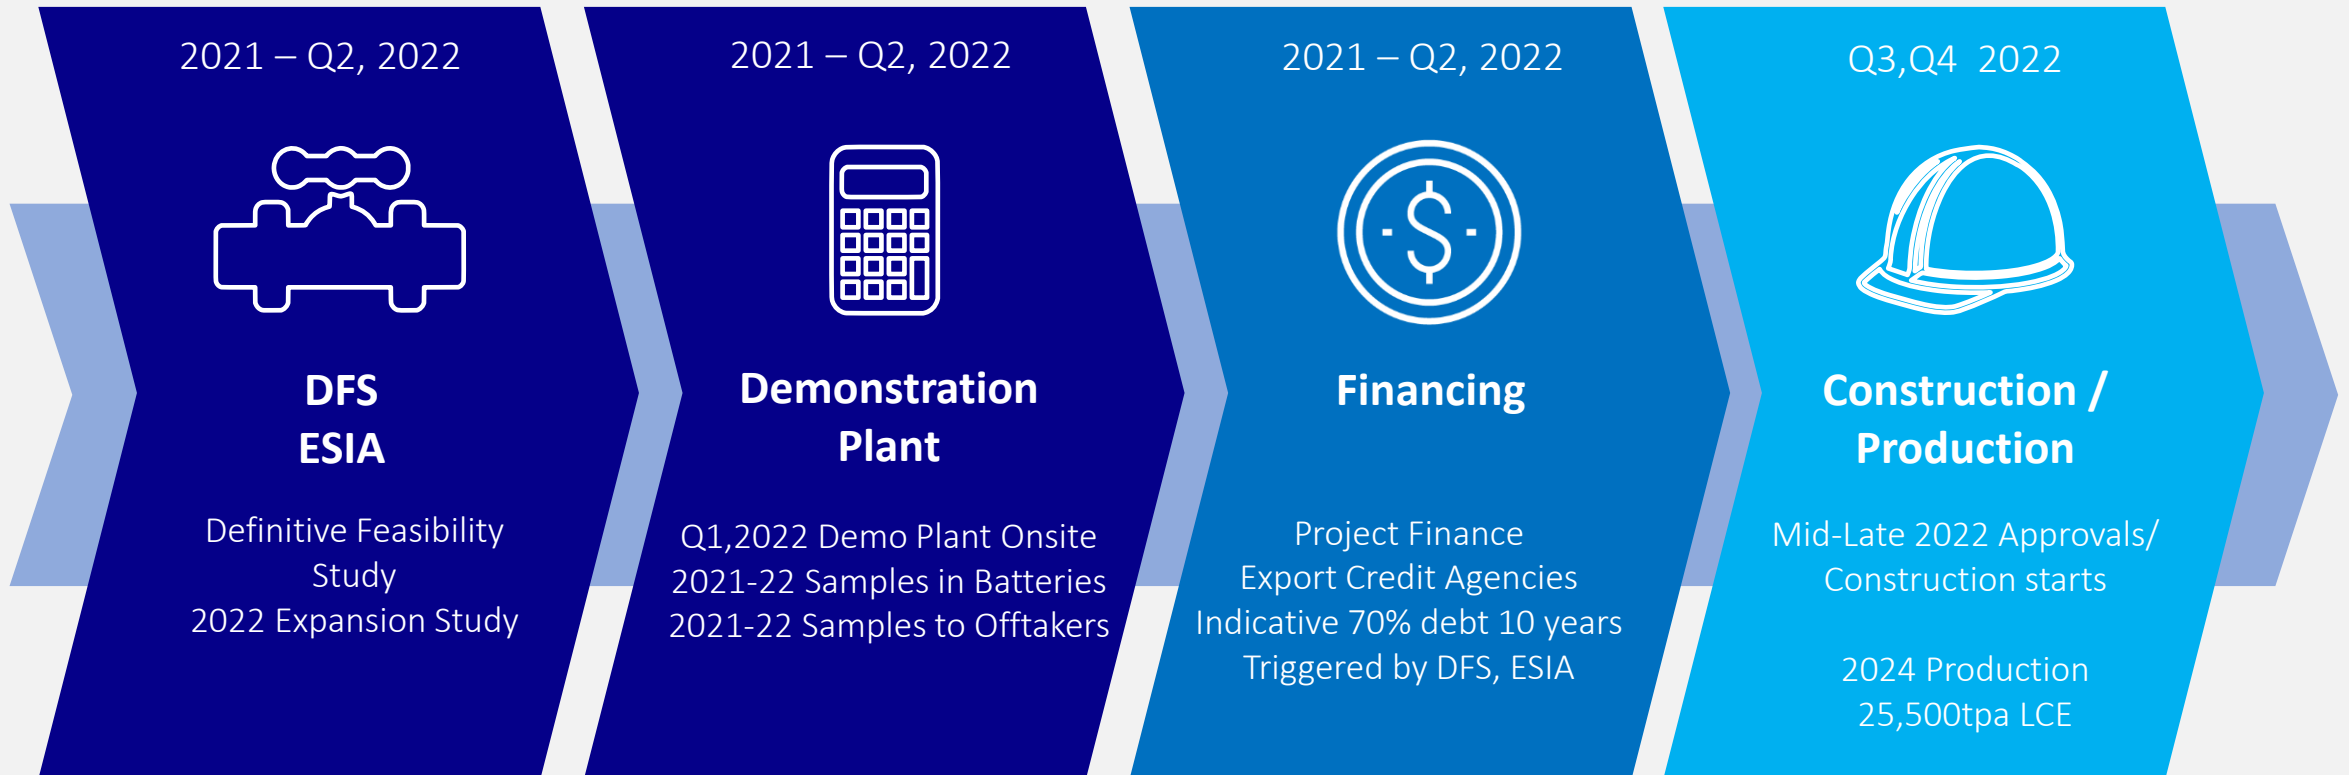 2021 – Q2, 2022
DFS
ESIA
Definitive Feasibility
Study
2022 Expansion Study
2021 – Q2, 2022
Demonstration
Plant
Q1,2022 Demo Plant Onsite
2021-22 Samples in Batteries
2021-22 Samples to Offtakers
2021 – Q2, 2022
$
Financing
Project Finance
Export Credit Agencies
Indicative 70% debt 10 years
Triggered by DFS, ESIA
Q3,Q4 2022
Construction /
Production
Mid-Late 2022 Approvals/
Construction starts
2024 Production
25,500tpa LCE